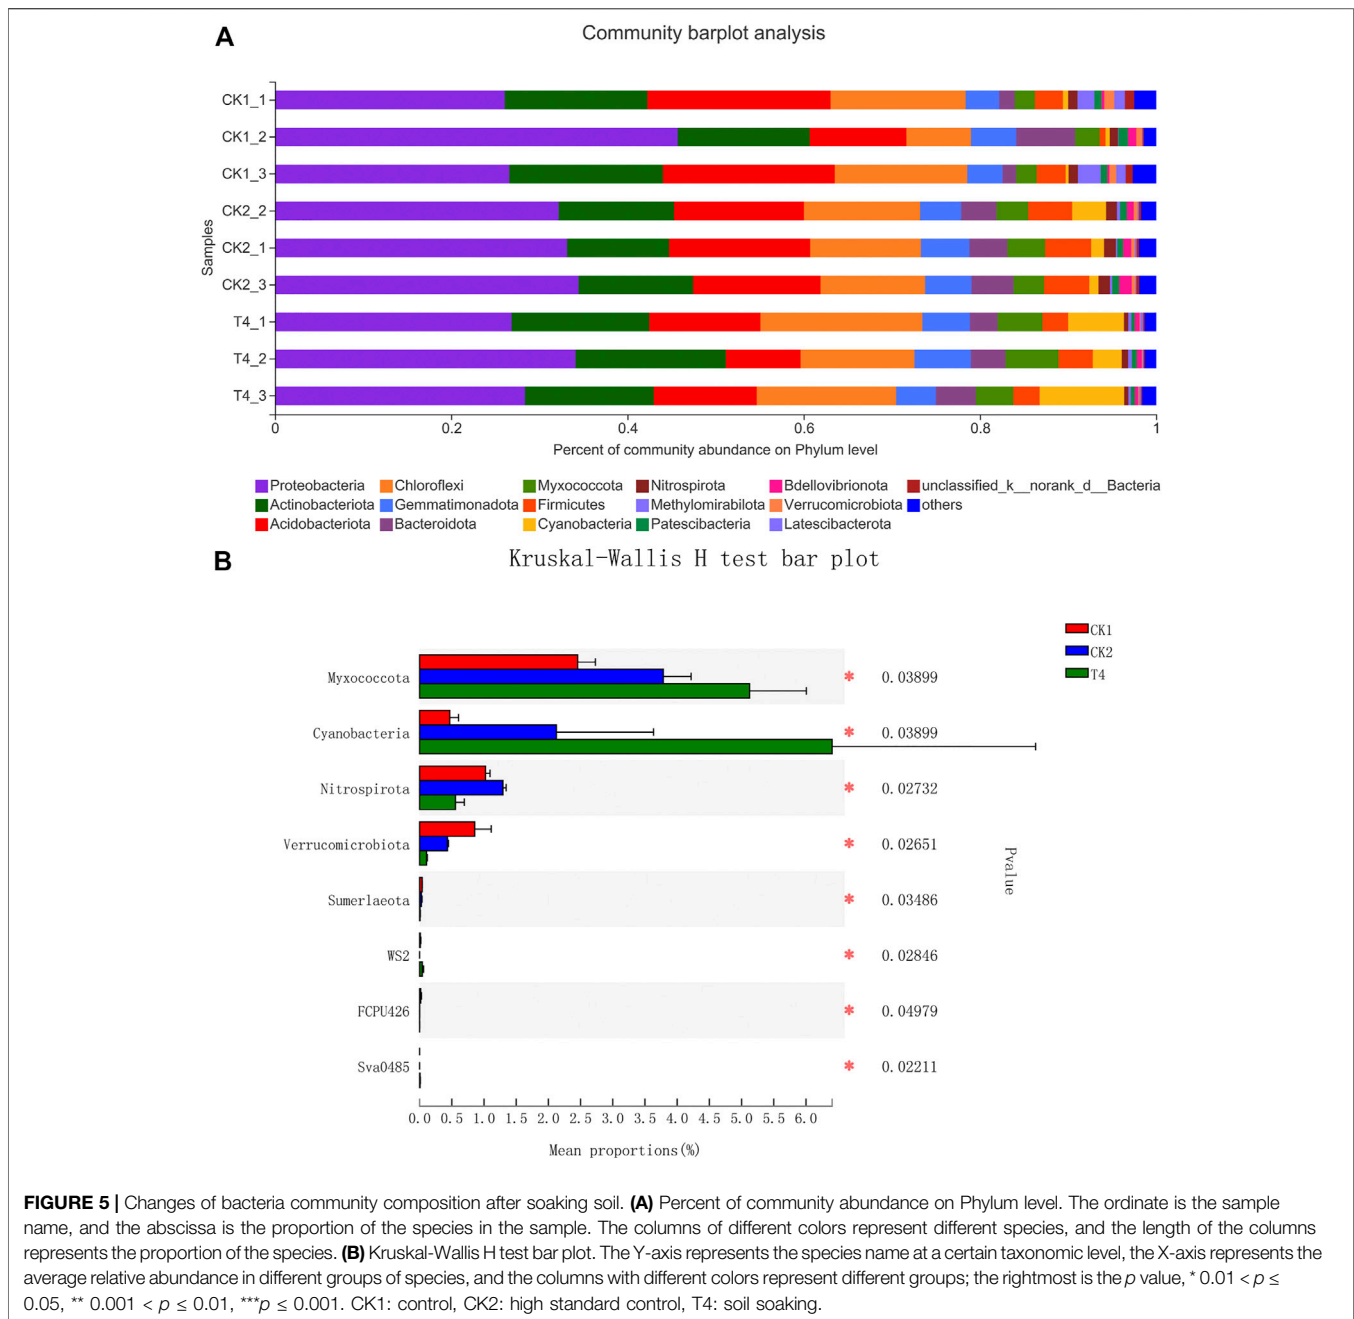 A
Community barplot analysis
Samples
CK1_1
CK1_2
CK1_3
CK2_2
CK2_1
CK2_3
T4_1
T4_2
T4_3
0 0.2 0.4 0.6 0.8 1
Percent of community abundance on Phylum level
Proteobacteria Chloroflexi Myxococcota Nitrospirota Bdellovibrionota unclassified_k__norank_d__Bacteria
Actinobacteriota Gemmatimonadota Firmicutes Methylomirabilota Verrucomicrobiota others
Acidobacteriota Bacteroidota Cyanobacteria Patescibacteria Latescibacterota
B
Kruskal-Wallis H test bar plot
CK1
CK2
T4
Myxococcota * 0.03899
Cyanobacteria * 0.03899
Nitrospirota * 0.02732
Verrucomicrobiota * 0.02651
Sumerlaeota * 0.03486
WS2 * 0.02846
FCPU426 * 0.04979
Sva0485 * 0.02211
Pvalue
0.0 0.5 1.0 1.5 2.0 2.5 3.0 3.5 4.0 4.5 5.0 5.5 6.0
Mean proportions(%)
FIGURE 5 | Changes of bacteria community composition after soaking soil. (A) Percent of community abundance on Phylum level. The ordinate is the sample
name, and the abscissa is the proportion of the species in the sample. The columns of different colors represent different species, and the length of the columns
represents the proportion of the species. (B) Kruskal-Wallis H test bar plot. The Y-axis represents the species name at a certain taxonomic level, the X-axis represents the
average relative abundance in different groups of species, and the columns with different colors represent different groups; the rightmost is the p value, * 0.01 < p ≤
0.05, ** 0.001 < p ≤ 0.01, ***p ≤ 0.001. CK1: control, CK2: high standard control, T4: soil soaking.